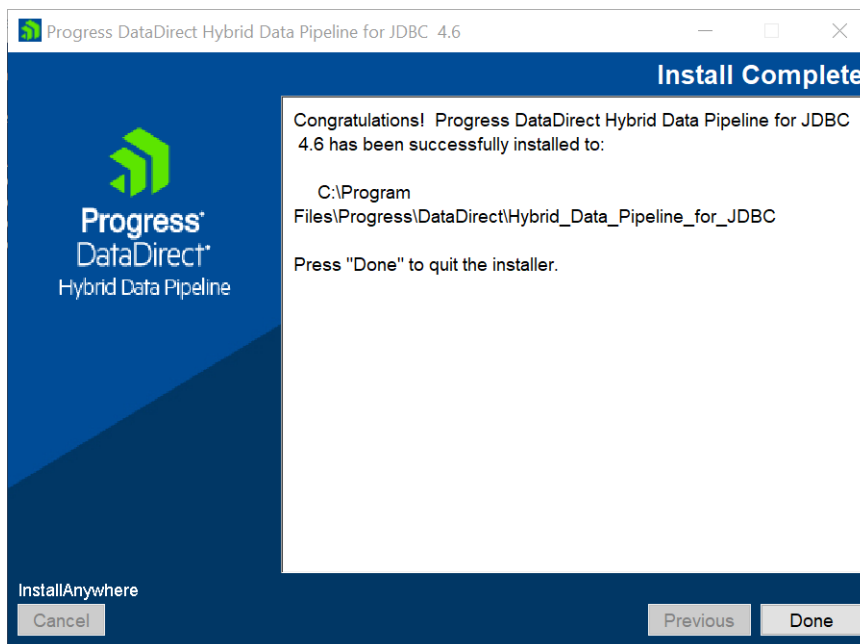 Progress DataDirect Hybrid Data Pipeline for JDBC 4.6
Install Complete
Progress
DataDirect
Hybrid Data Pipeline
Congratulations! Progress DataDirect Hybrid Data Pipeline for JDBC
4.6 has been successfully installed to:
C:\Program
Files\Progress\DataDirect\Hybrid_Data_Pipeline_for_JDBC
Press "Done" to quit the installer.
InstallAnywhere
Cancel
Previous
Done